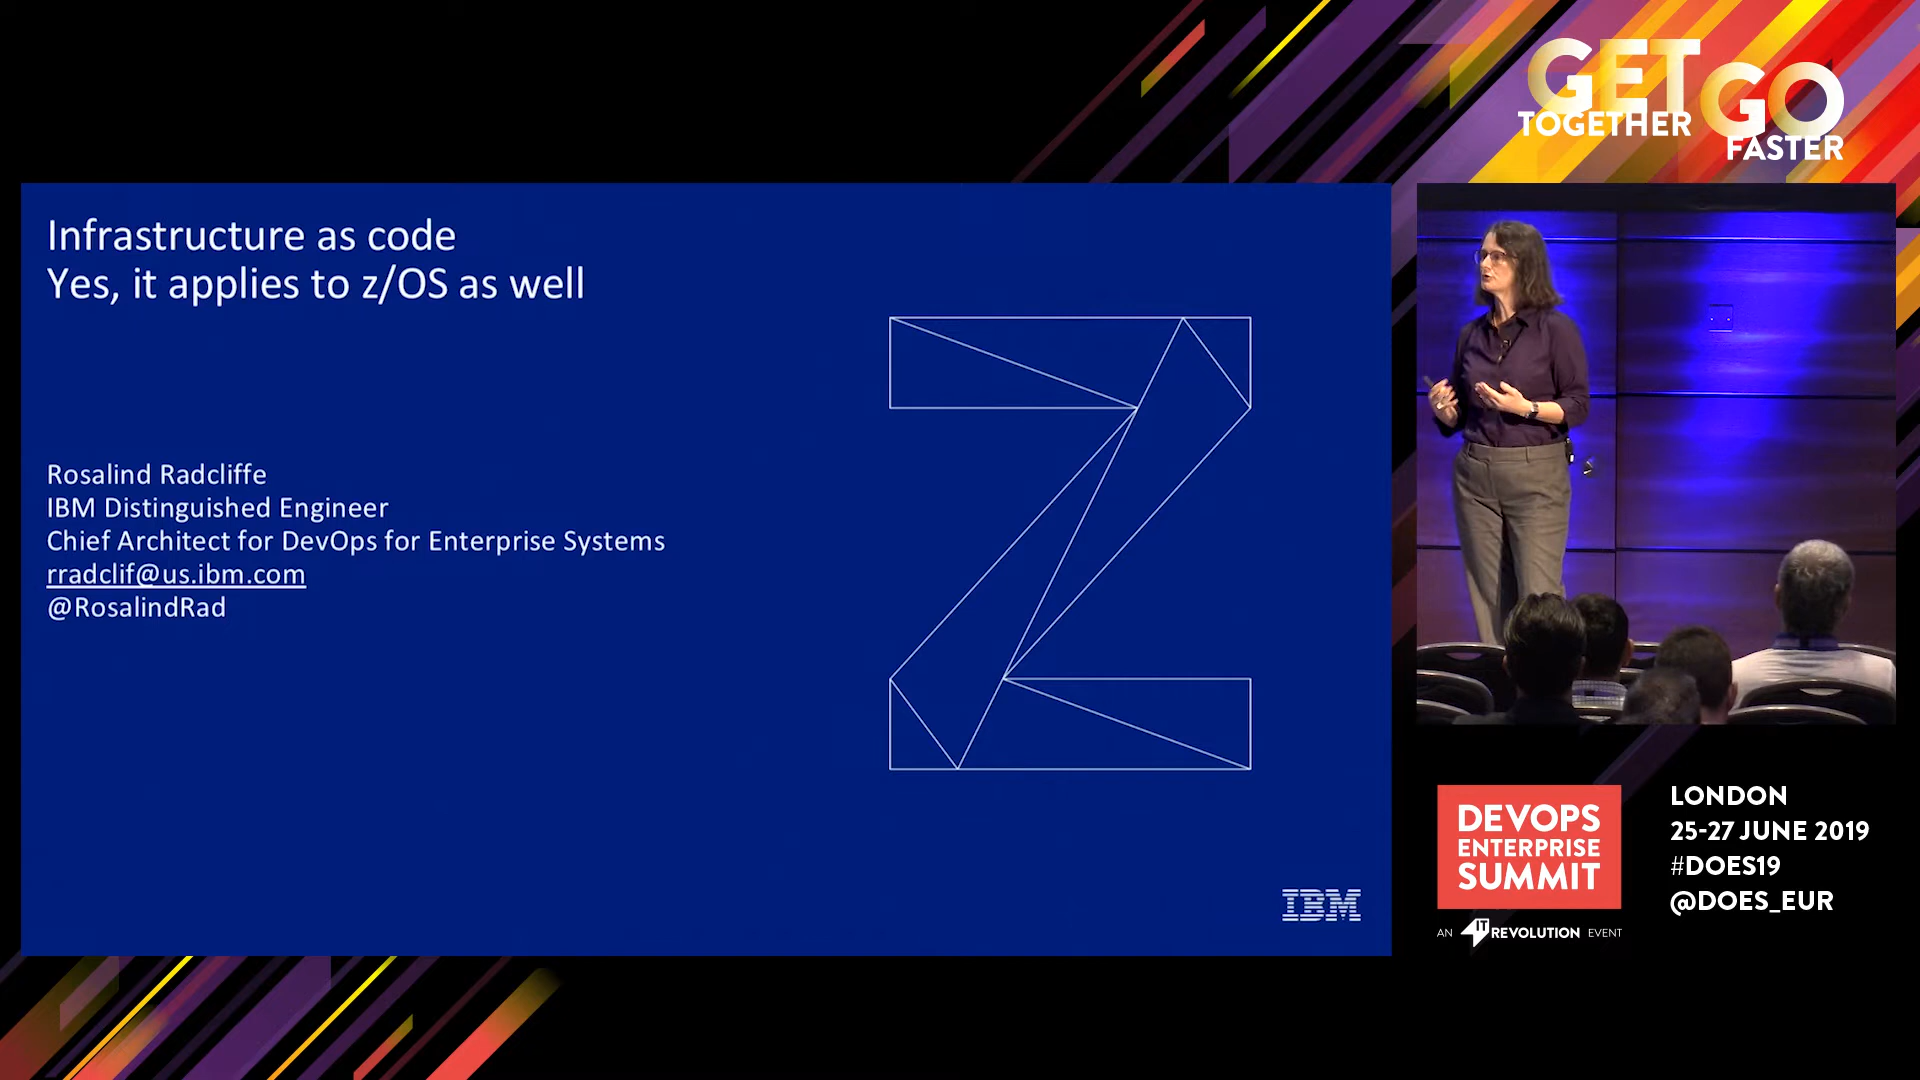 GET
TOGETHER
GO
FASTER
Infrastructure as code
Yes, it applies to z/OS as well
Rosalind Radcliffe
IBM Distinguished Engineer
Chief Architect for DevOps for Enterprise Systems
rradclif@us.ibm.com
@RosalindRad
IBM
DEVOPS
ENTERPRISE
SUMMIT
AN IT REVOLUTION EVENT
LONDON
25-27 JUNE 2019
#DOES19
@DOES_EUR